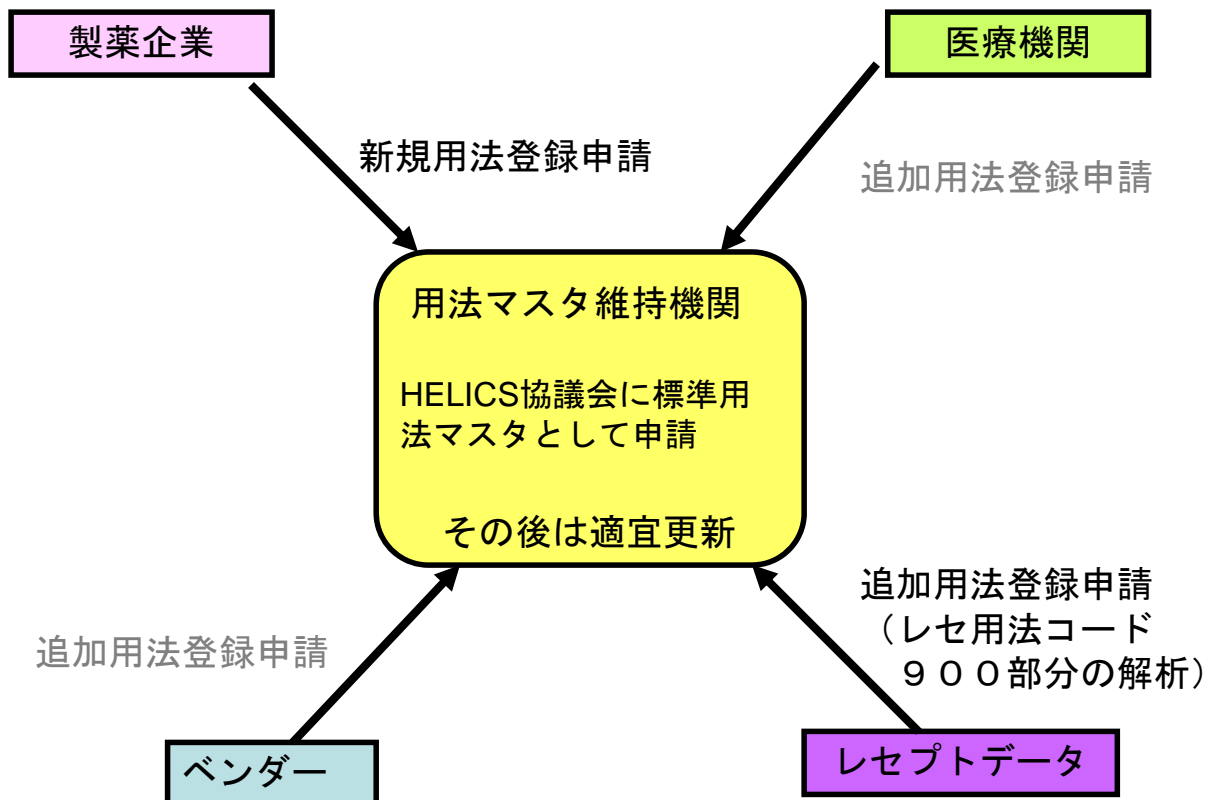 製薬企業
医療機関
新規用法登録申請
追加用法登録申請
用法マスタ維持機関
HELICS協議会に標準用
法マスタとして申請
その後は適宜更新
追加用法登録申請
追加用法登録申請
（レセ用法コード
９００部分の解析）
ベンダー
レセプトデータ